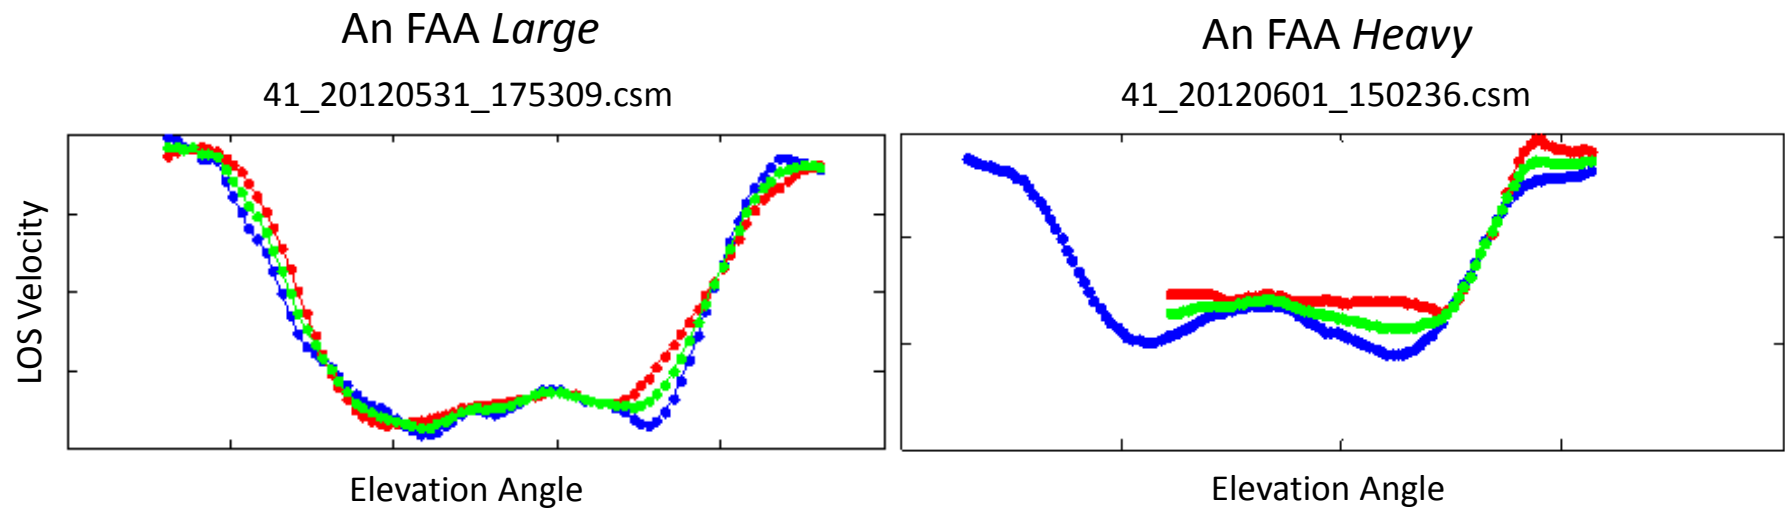 An FAA Large
41_20120531_175309.csm
LOS Velocity
Elevation Angle
An FAA Heavy
41_20120601_150236.csm
Elevation Angle